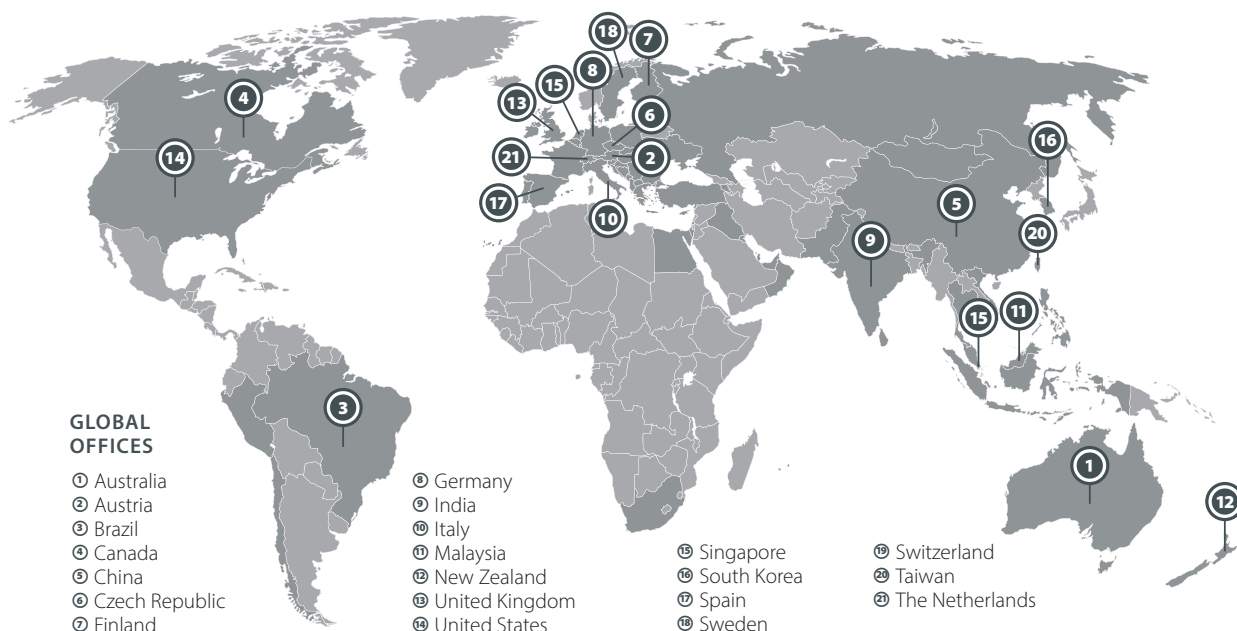 18
7
8
15
4
13
6
16
14
21
2
17
5
10
20
9
15
11
3
1
12
GLOBAL
OFFICES
1 Australia
2 Austria
3 Brazil
4 Canada
5 China
6 Czech Republic
7 Finland
8 Germany
9 India
10 Italy
11 Malaysia
12 New Zealand
13 United Kingdom
14 United States
15 Singapore
16 South Korea
17 Spain
18 Sweden
19 Switzerland
20 Taiwan
21 The Netherlands